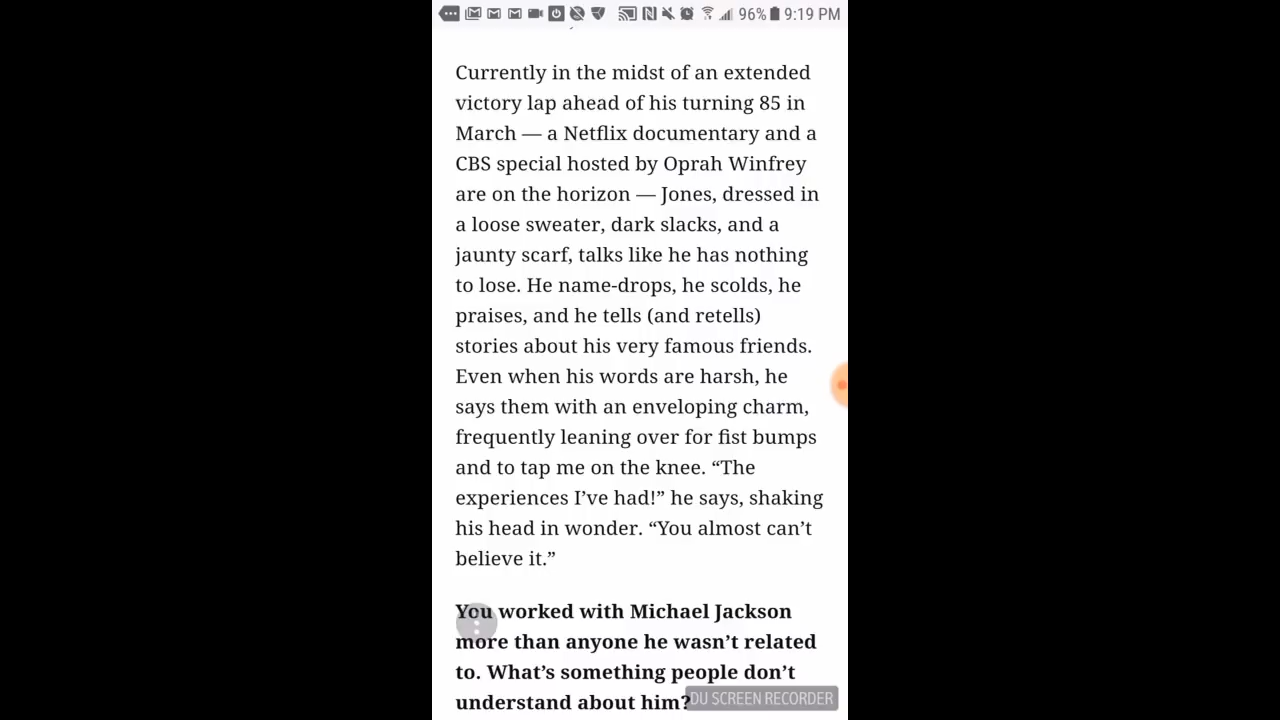 96% 9:19 PM
Currently in the midst of an extended
victory lap ahead of his turning 85 in
March — a Netflix documentary and a
CBS special hosted by Oprah Winfrey
are on the horizon — Jones, dressed in
a loose sweater, dark slacks, and a
jaunty scarf, talks like he has nothing
to lose. He name-drops, he scolds, he
praises, and he tells (and retells)
stories about his very famous friends.
Even when his words are harsh, he
says them with an enveloping charm,
frequently leaning over for fist bumps
and to tap me on the knee. “The
experiences I’ve had!” he says, shaking
his head in wonder. “You almost can’t
believe it.”
You worked with Michael Jackson
more than anyone he wasn’t related
to. What’s something people don’t
understand about him?
DU SCREEN RECORDER